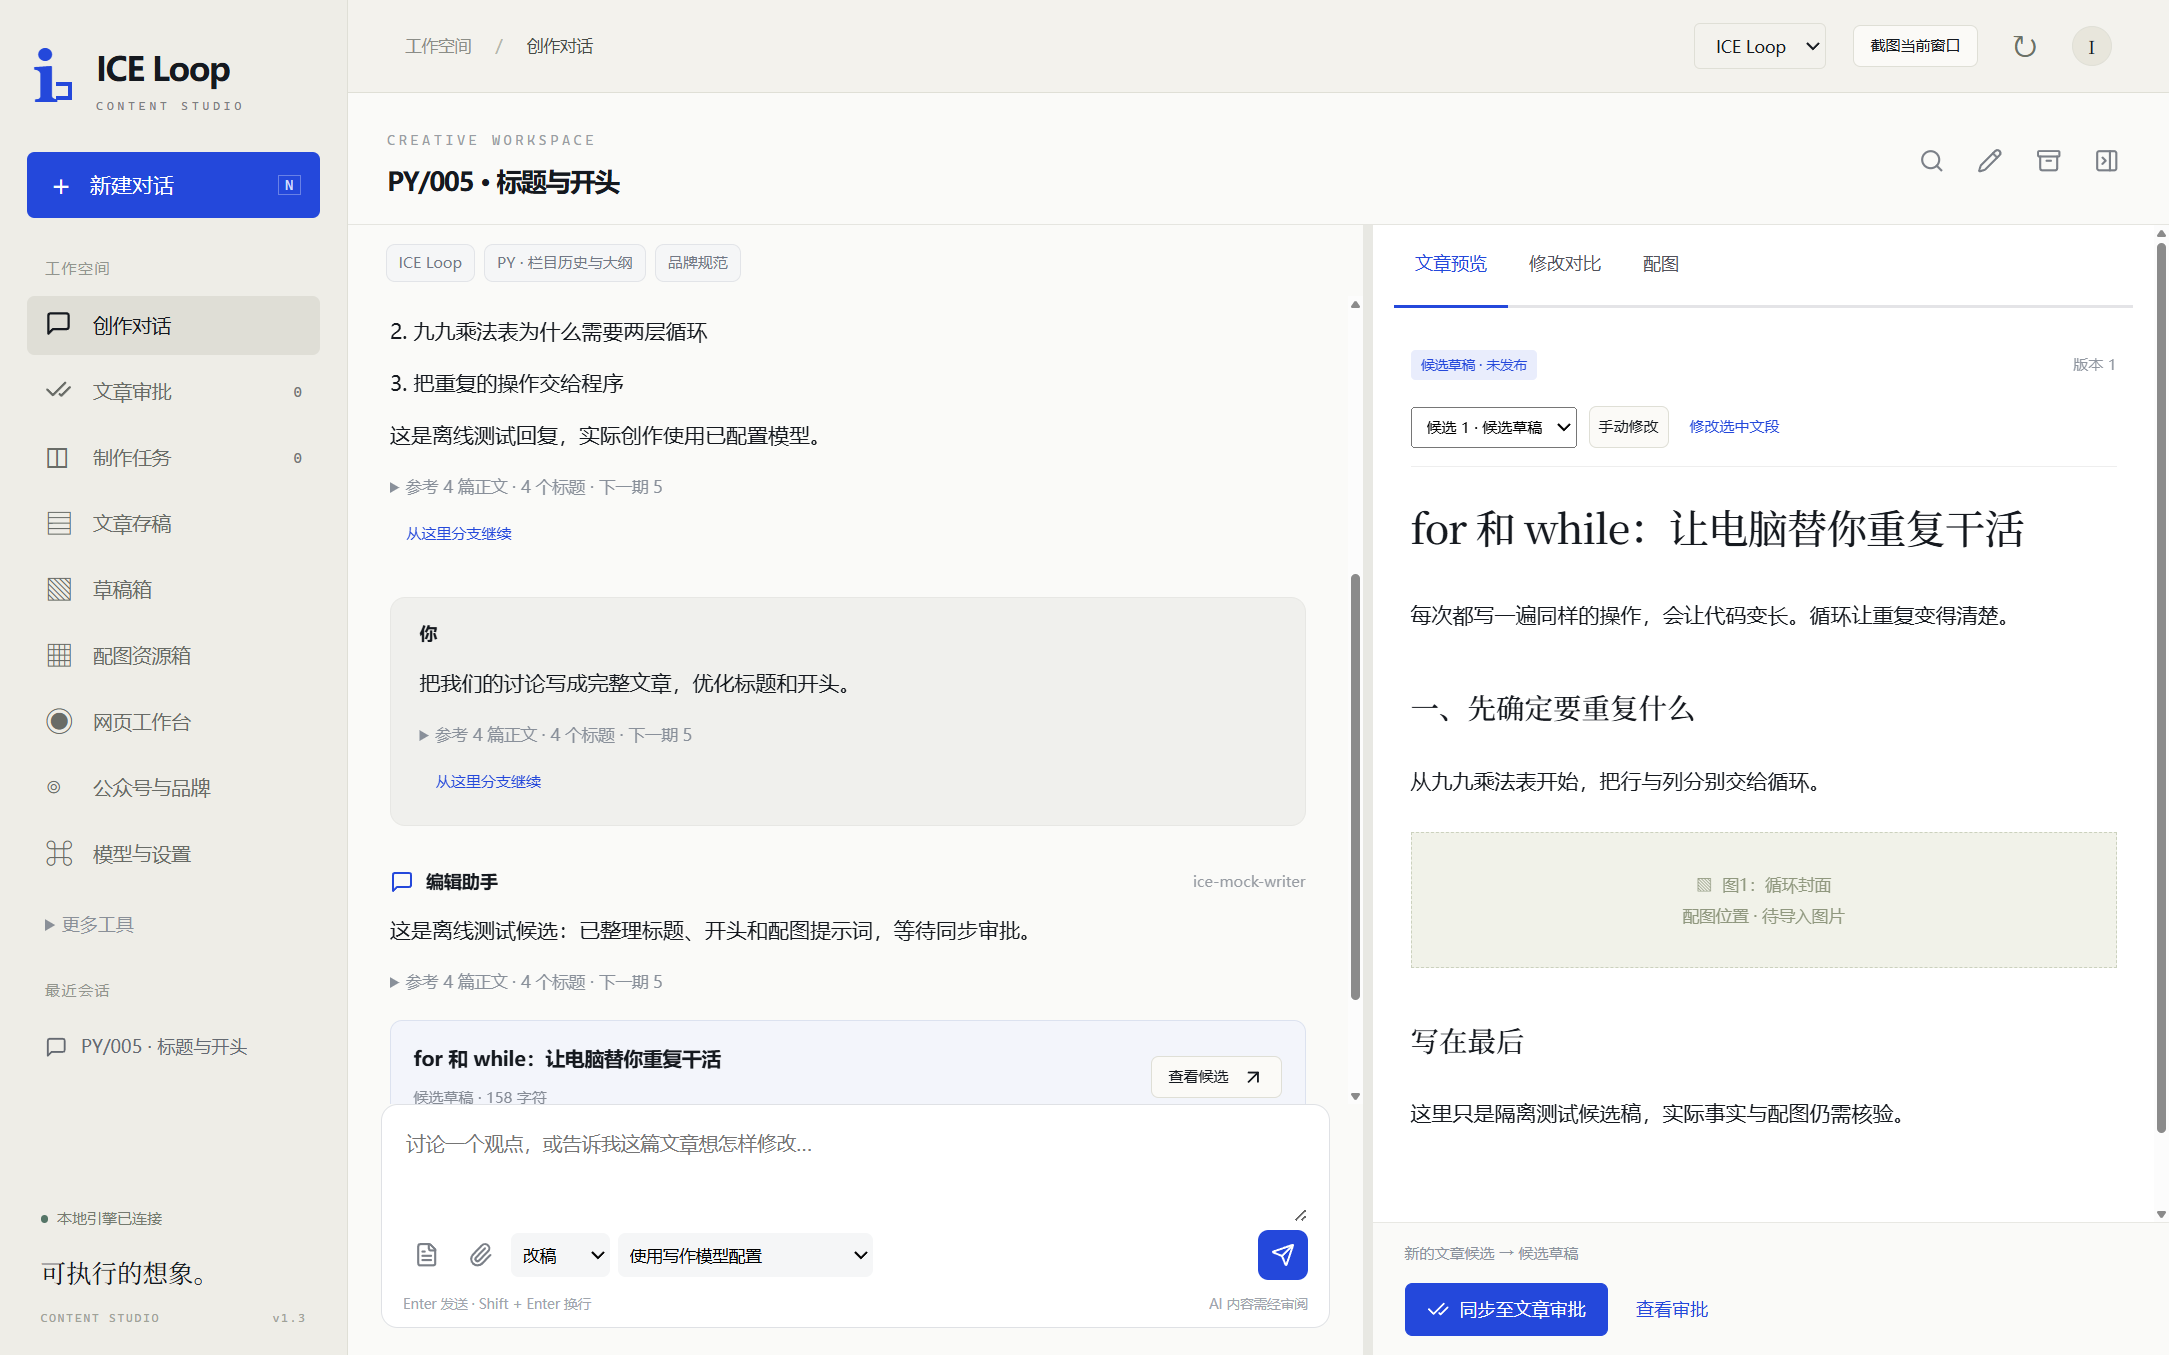 ICE Loop
CONTENT STUDIO
+ 新建对话 N
工作空间
创作对话
文章审批 0
制作任务 0
文章存稿
草稿箱
配图资源箱
网页工作台
公众号与品牌
模型与设置
更多工具
最近会话
PY/005 · 标题与开头
本地引擎已连接
可执行的想象。
CONTENT STUDIO v1.3
工作空间 / 创作对话
ICE Loop
截图当前窗口
I
CREATIVE WORKSPACE
PY/005 • 标题与开头
ICE Loop
PY · 栏目历史与大纲
品牌规范
2. 九九乘法表为什么需要两层循环
3. 把重复的操作交给程序
这是离线测试回复，实际创作使用已配置模型。
参考 4 篇正文 · 4 个标题 · 下一期 5
从这里分支继续
你
把我们的讨论写成完整文章，优化标题和开头。
参考 4 篇正文 · 4 个标题 · 下一期 5
从这里分支继续
编辑助手 ice-mock-writer
这是离线测试候选：已整理标题、开头和配图提示词，等待同步审批。
参考 4 篇正文 · 4 个标题 · 下一期 5
for 和 while：让电脑替你重复干活
候选草稿 · 158 字符
查看候选
讨论一个观点，或告诉我这篇文章想怎样修改...
改稿
使用写作模型配置
Enter 发送 · Shift + Enter 换行
AI 内容需经审阅
文章预览
修改对比
配图
候选草稿 · 未发布
版本 1
候选 1 · 候选草稿
手动修改
修改选中文段
for 和 while：让电脑替你重复干活
每次都写一遍同样的操作，会让代码变长。循环让重复变得清楚。
一、先确定要重复什么
从九九乘法表开始，把行与列分别交给循环。
图1：循环封面
配图位置 · 待导入图片
写在最后
这里只是隔离测试候选稿，实际事实与配图仍需核验。
新的文章候选 → 候选草稿
同步至文章审批
查看审批